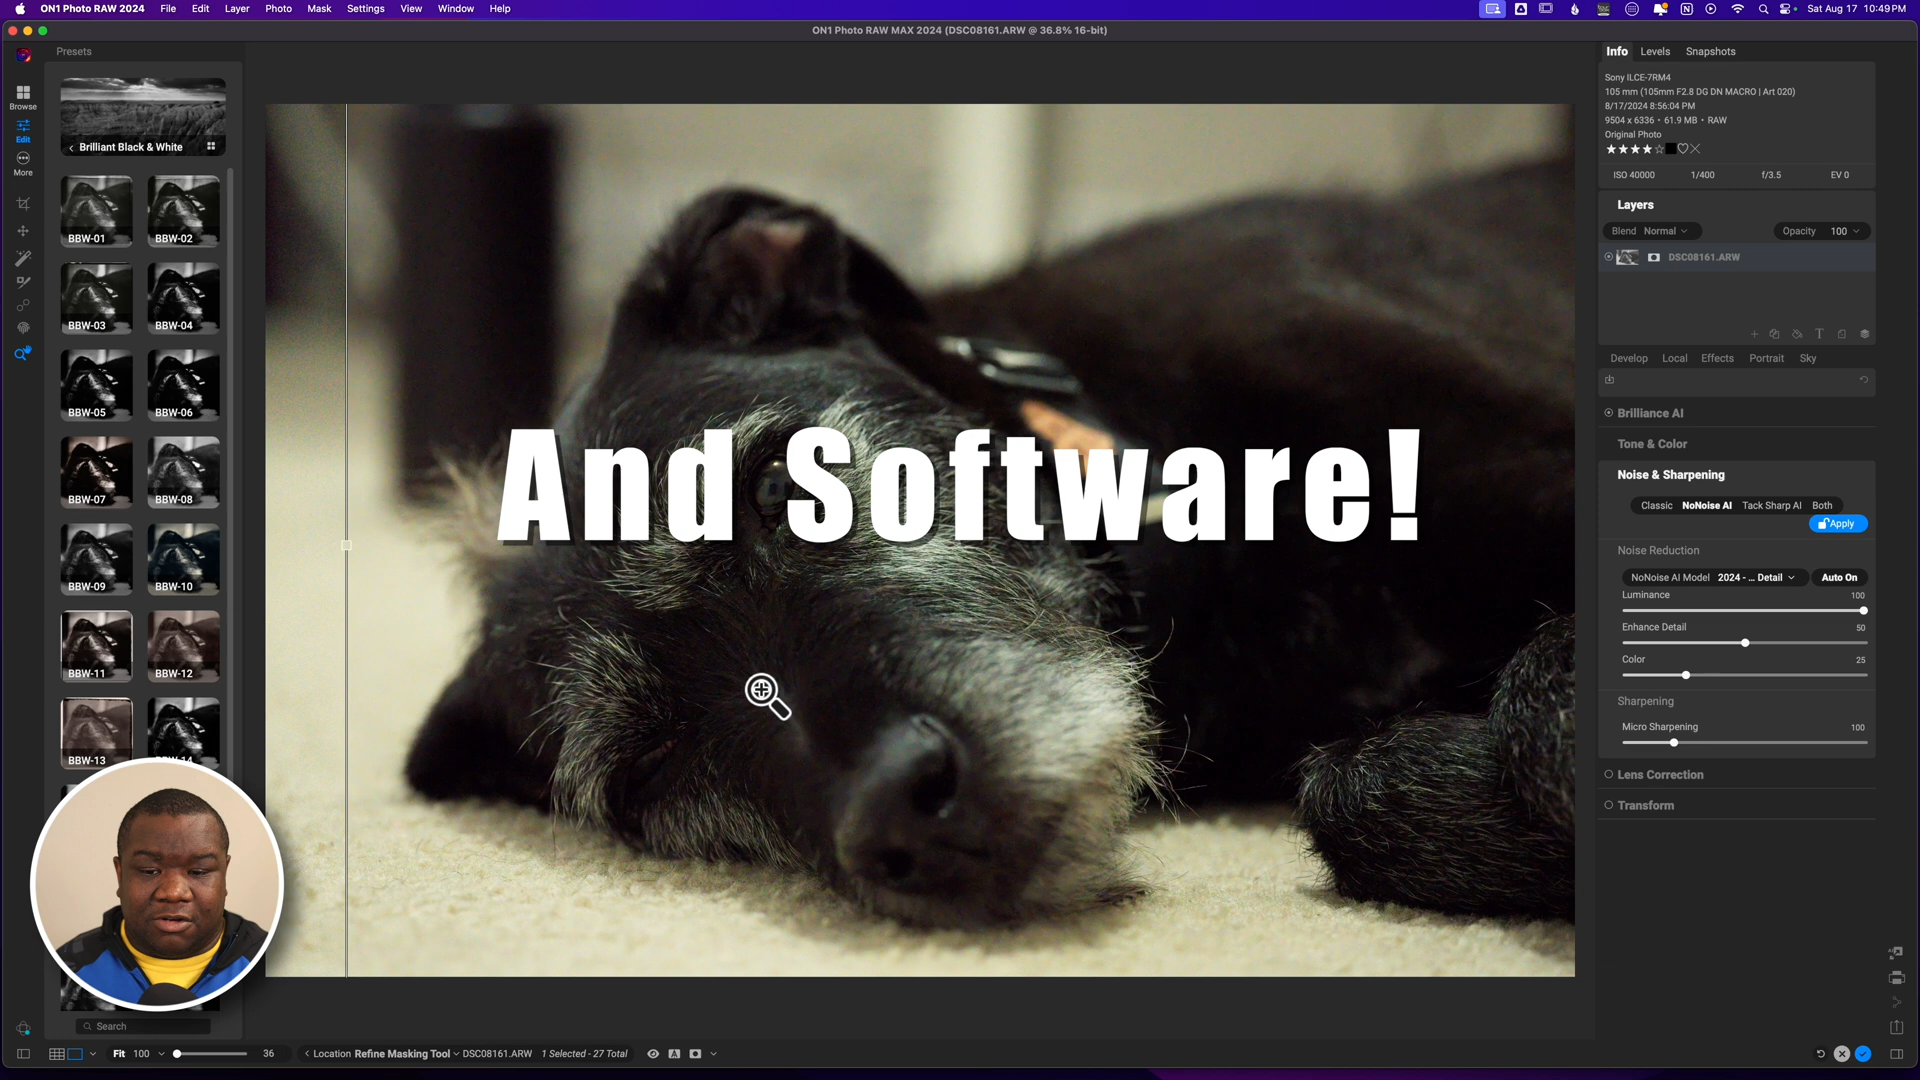 ON1 Photo RAW 2024 File Edit Layer Photo Mask Settings View Window Help
Sat Aug 17 10:49 PM
ON1 Photo RAW MAX 2024 (DSC08161.ARW @ 36.8% 16-bit)
Presets
Browse
Edit
More
Brilliant Black & White
BBW-01 BBW-02
BBW-03 BBW-04
BBW-05 BBW-06
BBW-07 BBW-08
BBW-09 BBW-10
BBW-11 BBW-12
BBW-13 BBW-14
Search
And Software!
Info Levels Snapshots
Sony ILCE-7RM4
105 mm (105mm F2.8 DG DN MACRO | Art 020)
8/17/2024 8:56:04 PM
9504 x 6336 • 61.9 MB • RAW
Original Photo
ISO 40000 1/400 f/3.5 EV 0
Layers
Blend Normal Opacity 100
DSC08161.ARW
Develop Local Effects Portrait Sky
Brilliance AI
Tone & Color
Noise & Sharpening
Classic NoNoise AI Tack Sharp AI Both
Apply
Noise Reduction
NoNoise AI Model 2024 - ... Detail Auto On
Luminance 100
Enhance Detail 50
Color 25
Sharpening
Micro Sharpening 100
Lens Correction
Transform
Fit 100 36 Location Refine Masking Tool DSC08161.ARW 1 Selected - 27 Total